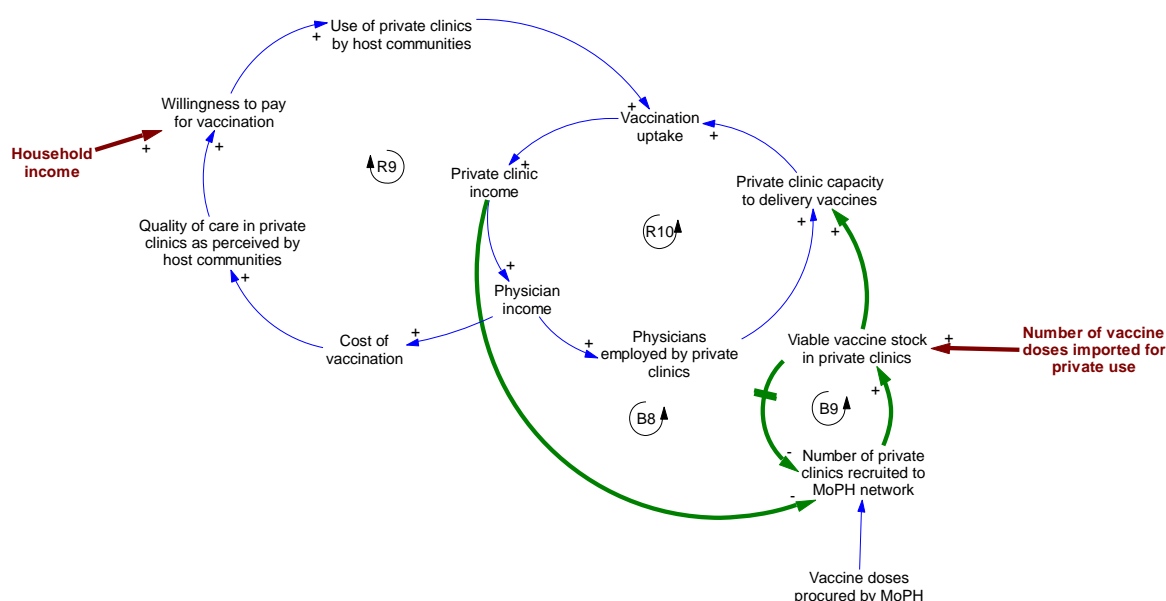 Use of private clinics
by host communities
+
+
Vaccination
uptake
+
Willingness to pay
for vaccination
+
+
Household
income
R9
+
Private clinic
income
Private clinic capacity
to delivery vaccines
+
+
R10
Quality of care in private
clinics as perceived by
host communities
+
+
Physician
income
Cost of
vaccination
+
Physicians
employed by private
clinics
+
Viable vaccine stock
in private clinics
+
Number of vaccine
doses imported for
private use
+
B8
B9
Number of private
clinics recruited to
MoPH network
-
-
Vaccine doses
procured by MoPH